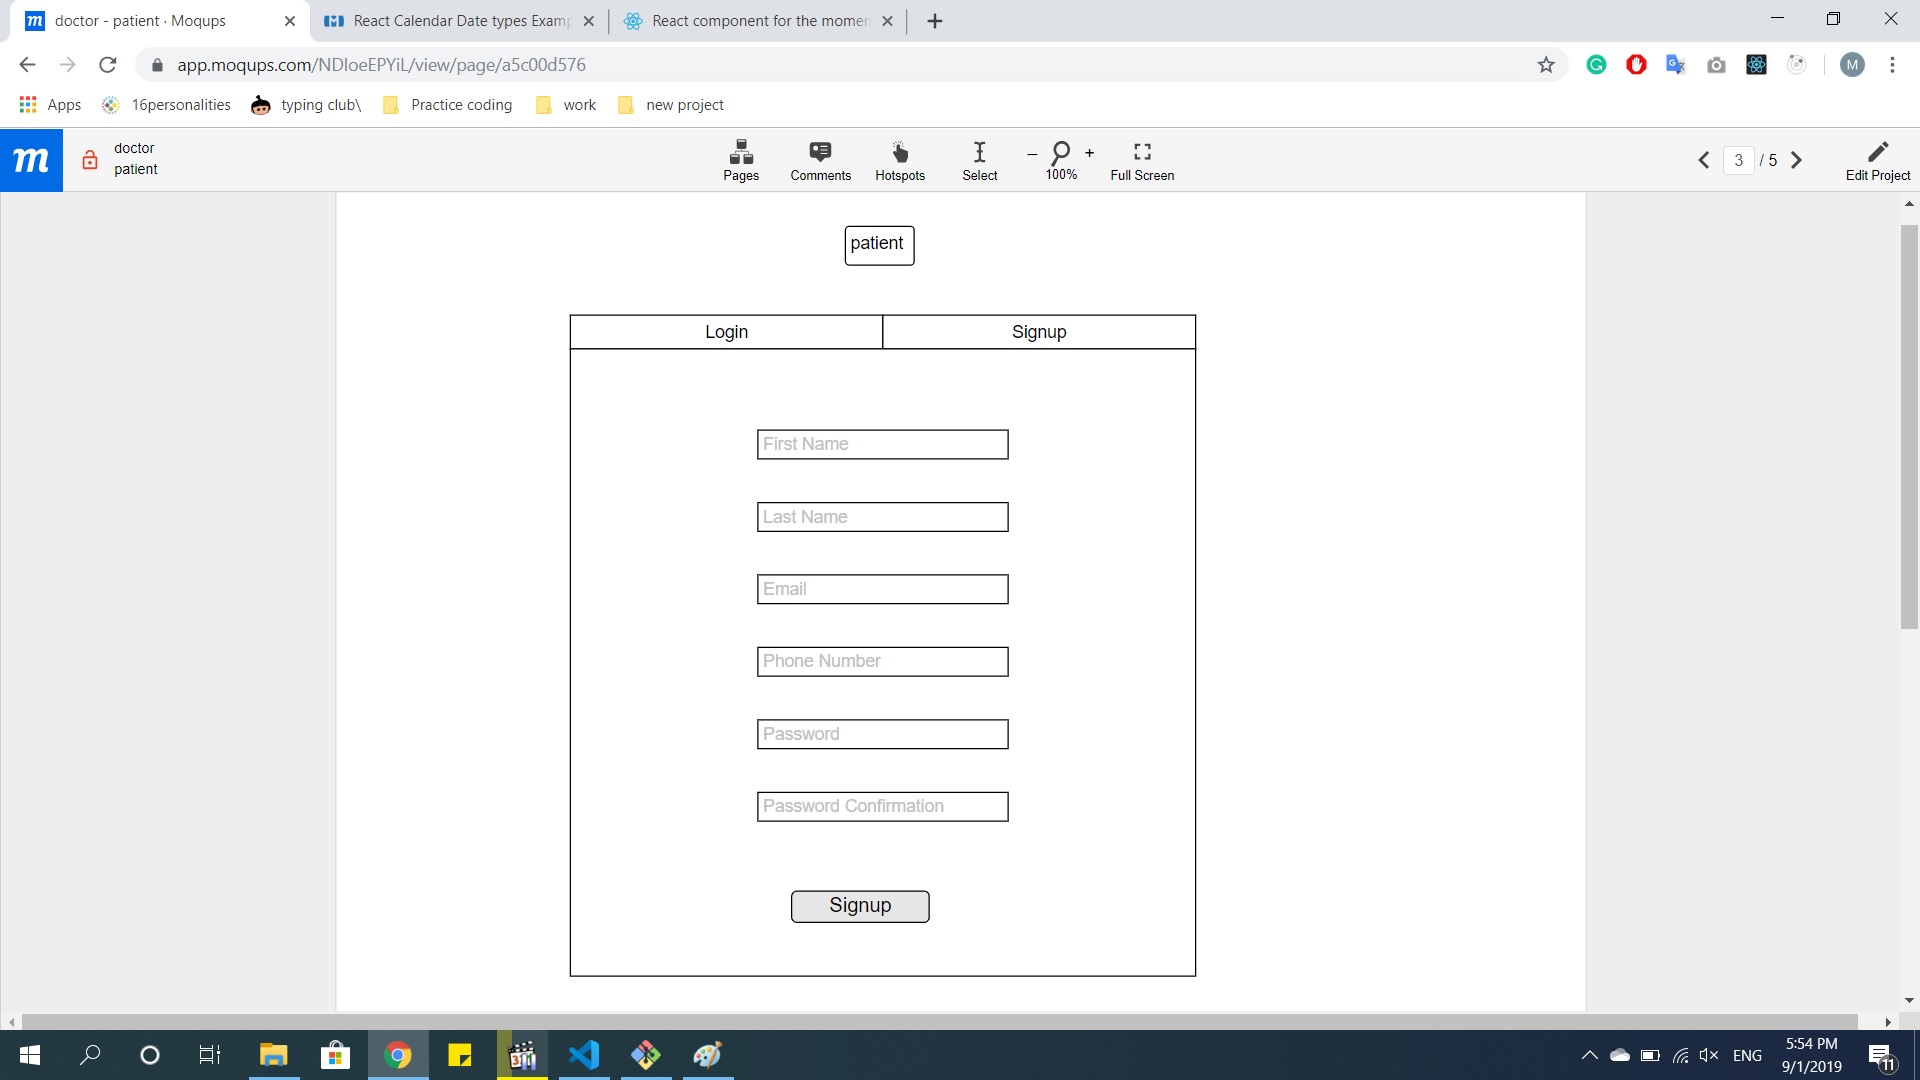 doctor - patient · Moqups
React Calendar Date types Examp
React component for the momen
app.moqups.com/NDIoeEPYiL/view/page/a5c00d576
M
Apps
16personalities
typing club\
Practice coding
work
new project
m
doctor
patient
Pages
Comments
Hotspots
Select
100%
Full Screen
3 / 5
Edit Project
patient
Login
Signup
First Name
Last Name
Email
Phone Number
Password
Password Confirmation
Signup
ENG
5:54 PM
9/1/2019
11